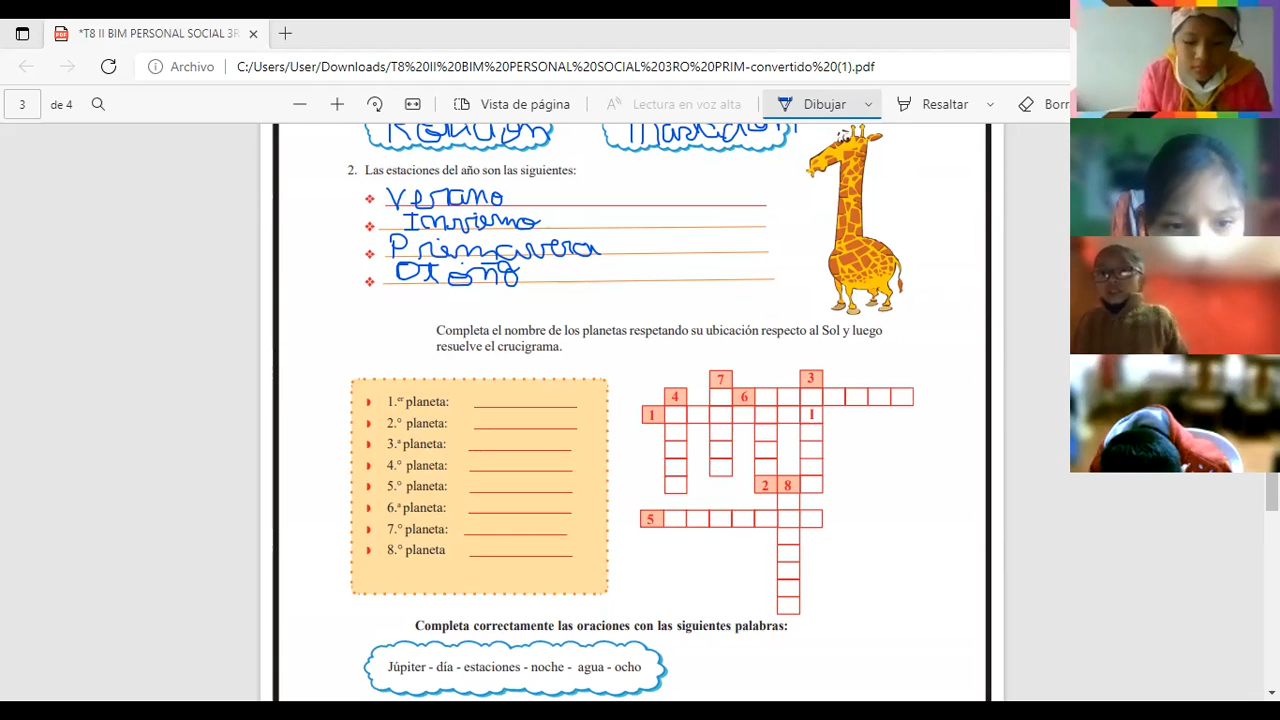 *T8 II BIM PERSONAL SOCIAL 3R
Archivo
C:/Users/User/Downloads/T8%20II%20BIM%20PERSONAL%20SOCIAL%203RO%20PRIM-convertido%20(1).pdf
3 de 4
Vista de página
Lectura en voz alta
Dibujar
Resaltar
Borr
2. Las estaciones del año son las siguientes:
Verano
Invierno
Primavera
Otoño
Completa el nombre de los planetas respetando su ubicación respecto al Sol y luego
resuelve el crucigrama.
1.er planeta:
2.° planeta:
3.ª planeta:
4.° planeta:
5.° planeta:
6.ª planeta:
7.° planeta:
8.° planeta
7 3
4 6
1 1
2 8
5
Completa correctamente las oraciones con las siguientes palabras:
Júpiter - día - estaciones - noche - agua - ocho